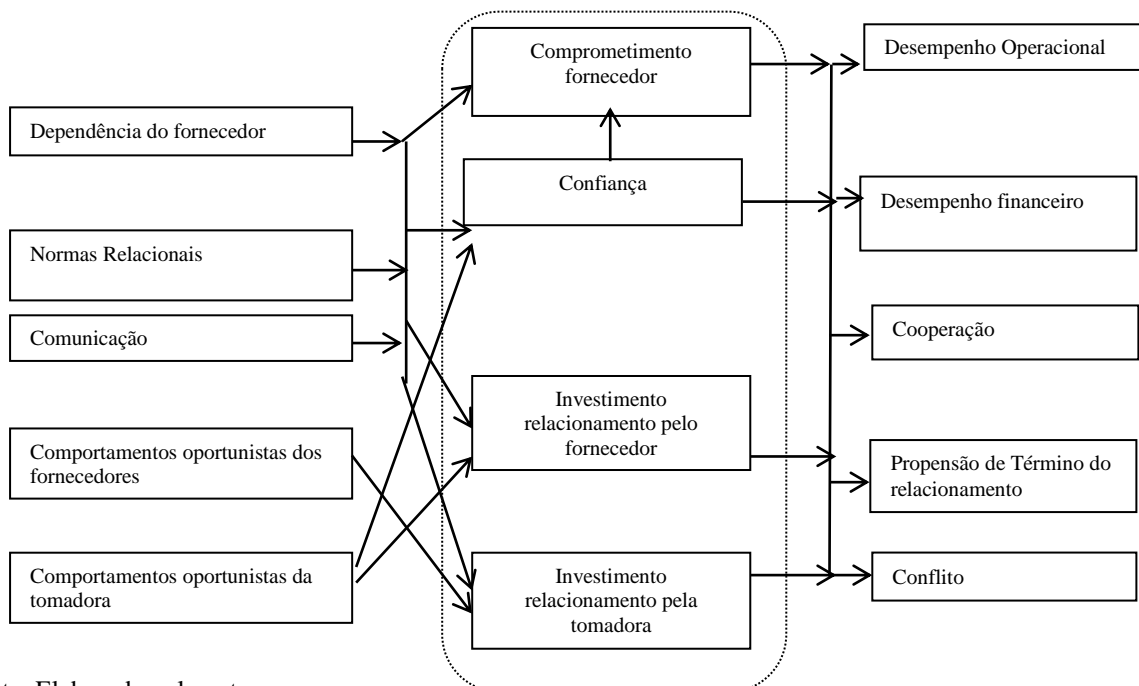 Comprometimento
fornecedor
Desempenho Operacional
Dependência do fornecedor
Confiança
Desempenho financeiro
Normas Relacionais
Comunicação
Cooperação
Investimento
relacionamento pelo
fornecedor
Comportamentos oportunistas dos
fornecedores
Propensão de Término do
relacionamento
Comportamentos oportunistas da
tomadora
Investimento
relacionamento pela
tomadora
Conflito